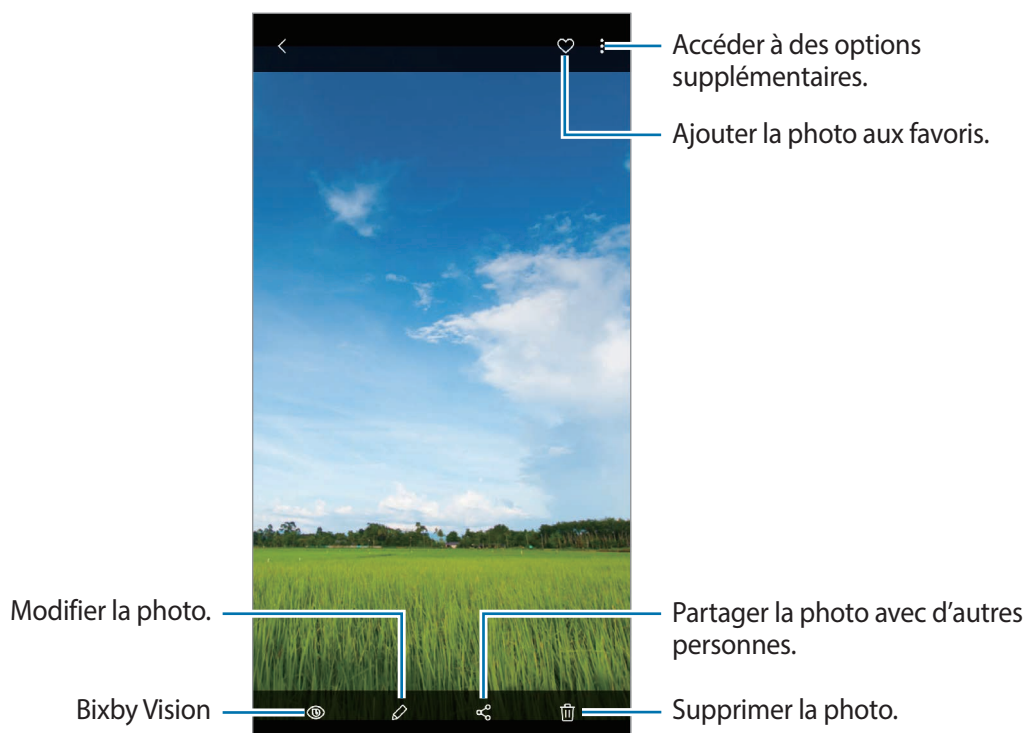 Accéder à des options
supplémentaires.
Ajouter la photo aux favoris.
Modifier la photo.
Partager la photo avec d’autres
personnes.
Bixby Vision
Supprimer la photo.